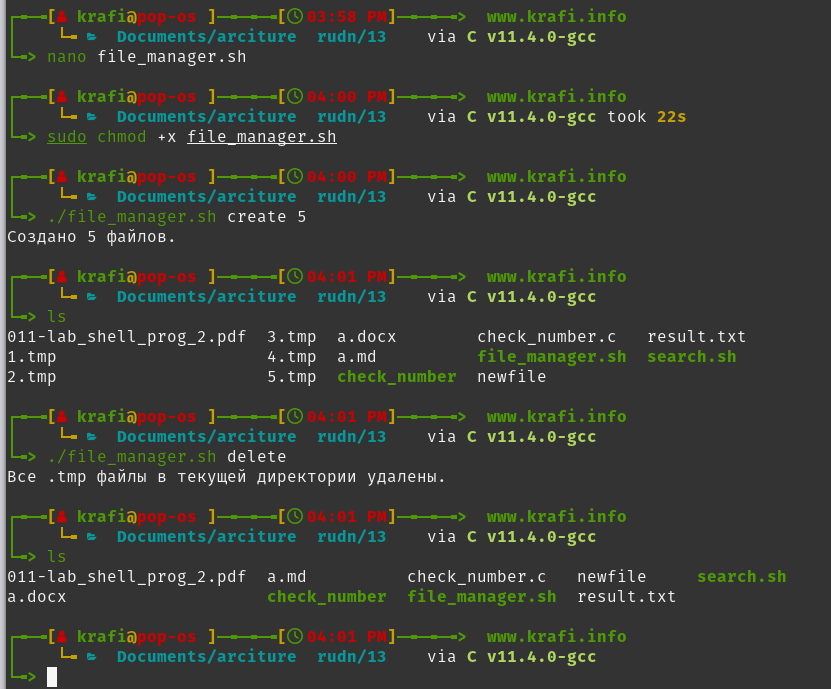 [ krafi@pop-os ]———[ 03:58 PM]———> www.krafi.info
Documents/arciture rudn/13 via C v11.4.0-gcc
> nano file_manager.sh
[ krafi@pop-os ]———[ 04:00 PM]———> www.krafi.info
Documents/arciture rudn/13 via C v11.4.0-gcc took 22s
> sudo chmod +x file_manager.sh
[ krafi@pop-os ]———[ 04:00 PM]———> www.krafi.info
Documents/arciture rudn/13 via C v11.4.0-gcc
> ./file_manager.sh create 5
Создано 5 файлов.
[ krafi@pop-os ]———[ 04:01 PM]———> www.krafi.info
Documents/arciture rudn/13 via C v11.4.0-gcc
> ls
011-lab_shell_prog_2.pdf 3.tmp a.docx check_number.c result.txt
1.tmp 4.tmp a.md file_manager.sh search.sh
2.tmp 5.tmp check_number newfile
[ krafi@pop-os ]———[ 04:01 PM]———> www.krafi.info
Documents/arciture rudn/13 via C v11.4.0-gcc
> ./file_manager.sh delete
Все .tmp файлы в текущей директории удалены.
[ krafi@pop-os ]———[ 04:01 PM]———> www.krafi.info
Documents/arciture rudn/13 via C v11.4.0-gcc
> ls
011-lab_shell_prog_2.pdf a.md check_number.c newfile search.sh
a.docx check_number file_manager.sh result.txt
[ krafi@pop-os ]———[ 04:01 PM]———> www.krafi.info
Documents/arciture rudn/13 via C v11.4.0-gcc
>